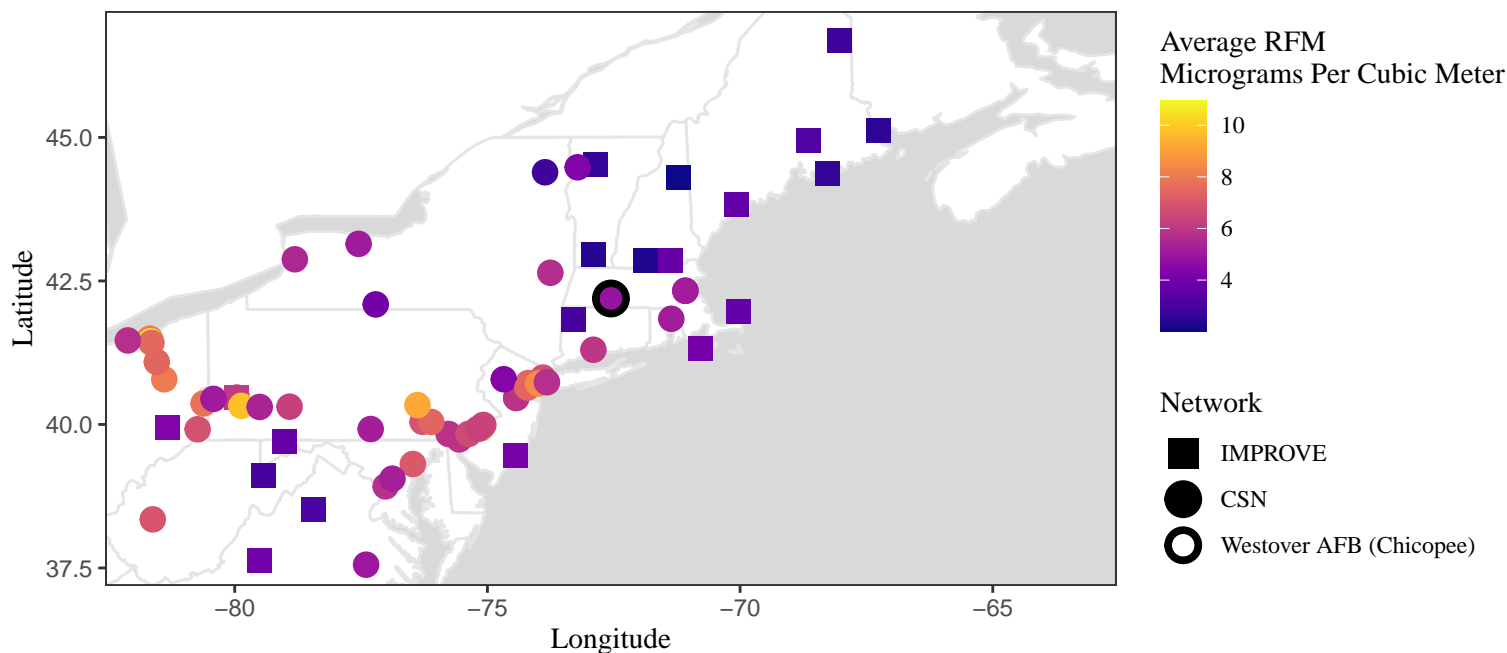 Average RFM
Micrograms Per Cubic Meter
10
8
6
4
Network
IMPROVE
CSN
Westover AFB (Chicopee)
Latitude
45.0
42.5
40.0
37.5
−80
−75
−70
−65
Longitude